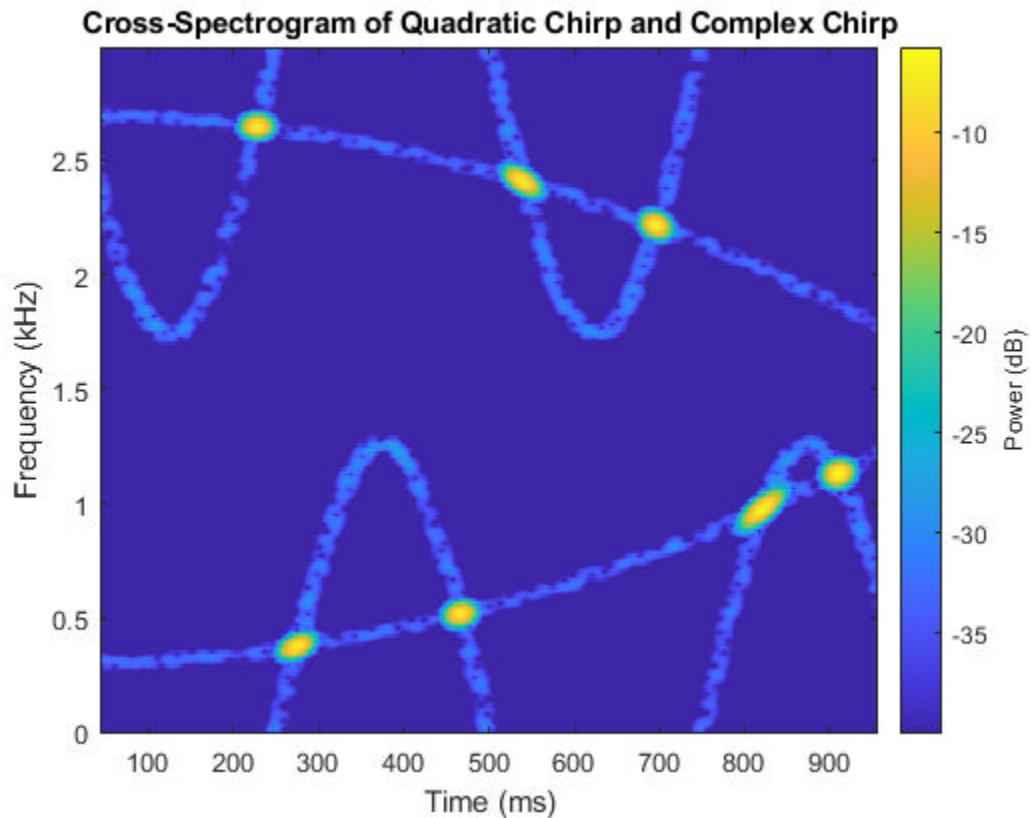 Cross-Spectrogram of Quadratic Chirp and Complex Chirp
Frequency (kHz)
2.5
2
1.5
1
0.5
0
100 200 300 400 500 600 700 800 900
Time (ms)
-10
-15
-20
-25
-30
-35
Power (dB)